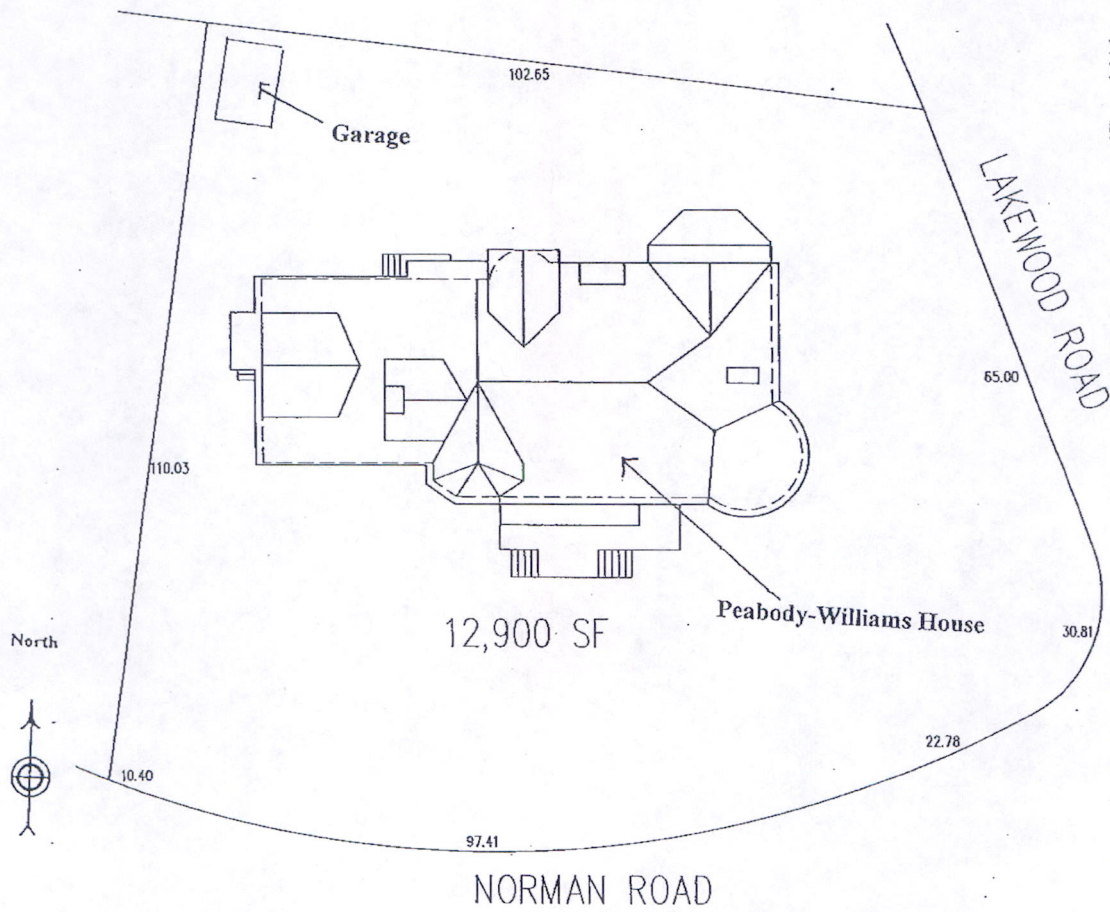 102.65
Garage
LAKEWOOD ROAD
65.00
110.03
Peabody-Williams House
12,900 SF
30.81
North
22.78
10.40
97.41
NORMAN ROAD